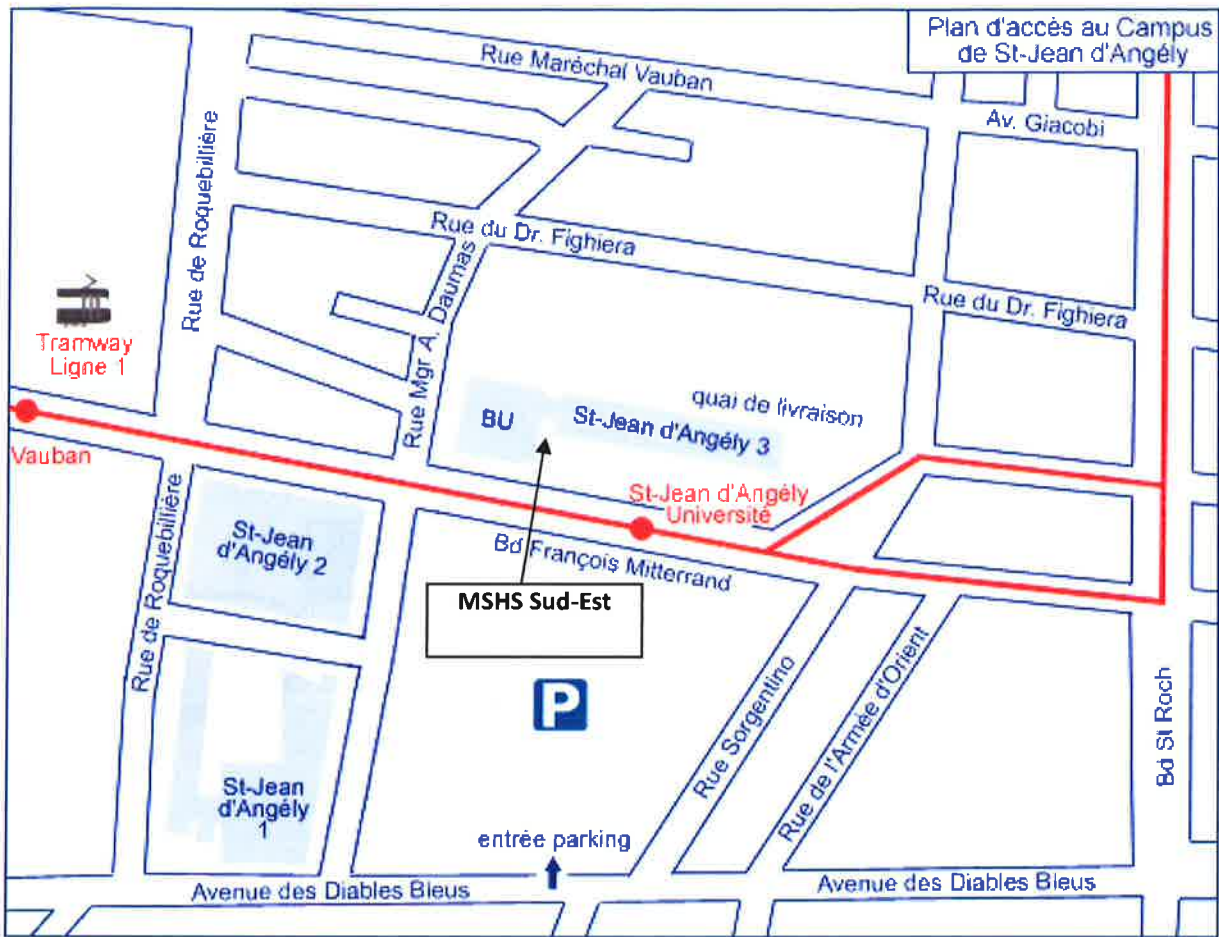 Plan d'accès au Campus
de St-Jean d'Angély
Rue Maréchal Vauban
Av. Giacobi
Rue de Roquebillière
Rue du Dr. Fighiera
Rue Mgr A. Daumas
Rue du Dr. Fighiera
Tramway
Ligne 1
quai de livraison
BU
St-Jean d'Angély 3
Vauban
St-Jean d'Angély
Université
Rue de Roquebillière
St-Jean
d'Angély 2
Bd François Mitterrand
MSHS Sud-Est
P
Rue Sorgentino
Rue de l'Armée d'Orient
Bd St Roch
St-Jean
d'Angély
1
entrée parking
Avenue des Diables Bleus
Avenue des Diables Bleus